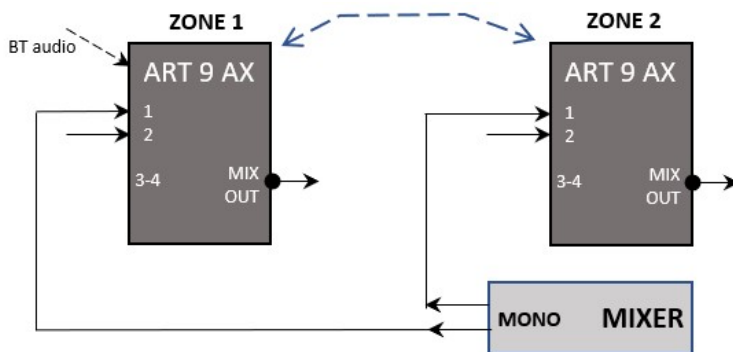 ZONE 1
BT audio
ART 9 AX
1
2
3-4
MIX
OUT
ZONE 2
ART 9 AX
1
2
3-4
MIX
OUT
MONO
MIXER